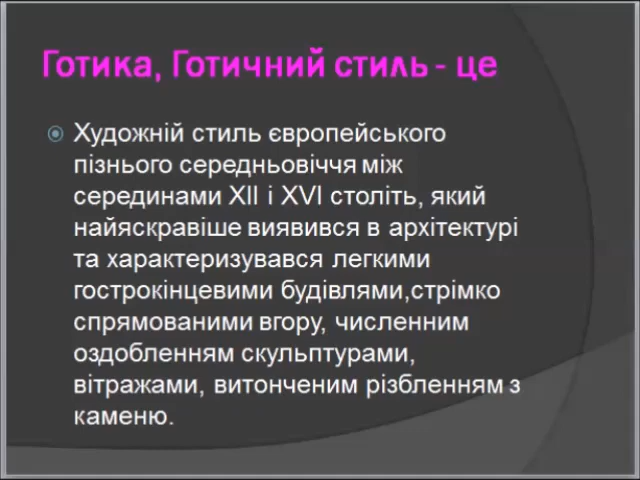 Готика, Готичний стиль - це
Художній стиль європейського
пізнього середньовіччя між
серединами XII і XVI століть, який
найяскравіше виявився в архітектурі
та характеризувався легкими
гострокінцевими будівлями,стрімко
спрямованими вгору, численним
оздобленням скульптурами,
вітражами, витонченим різбленням з
каменю.